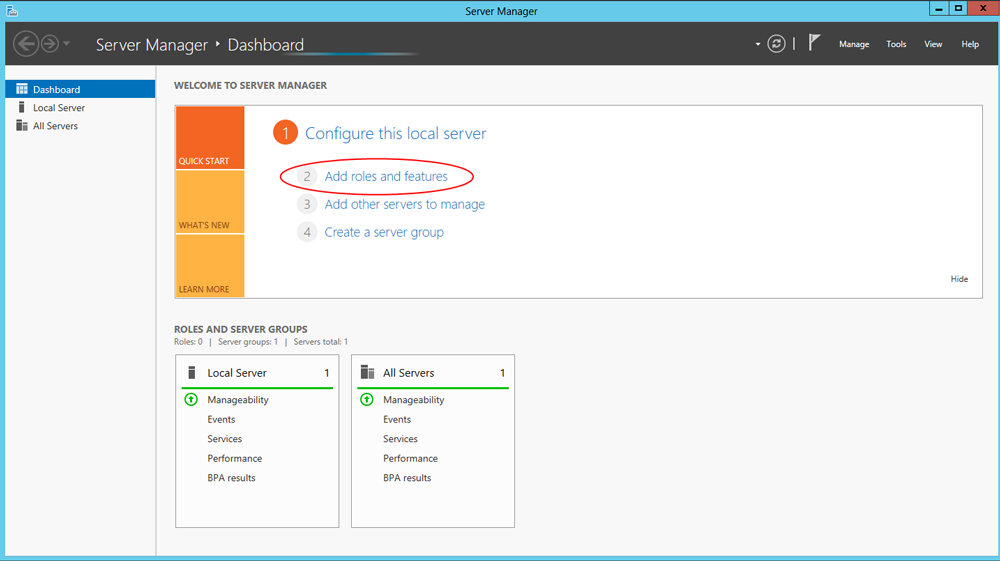 Server Manager
Server Manager ‣ Dashboard
Manage Tools View Help
Dashboard
Local Server
All Servers
WELCOME TO SERVER MANAGER
QUICK START
WHAT'S NEW
LEARN MORE
1 Configure this local server
2 Add roles and features
3 Add other servers to manage
4 Create a server group
Hide
ROLES AND SERVER GROUPS
Roles: 0 | Server groups: 1 | Servers total: 1
Local Server 1
Manageability
Events
Services
Performance
BPA results
All Servers 1
Manageability
Events
Services
Performance
BPA results